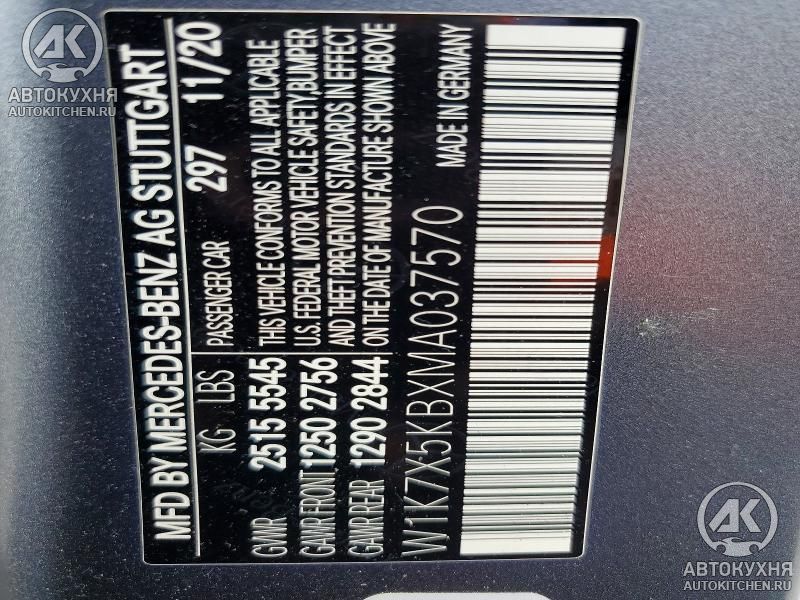 MFD BY MERCEDES-BENZ AG STUTTGART
297 11/20
KG LBS PASSENGER CAR
GVWR 2515 5545
GAWR FRONT 1250 2756
GAWR REAR 1290 2844
THIS VEHICLE CONFORMS TO ALL APPLICABLE
U.S. FEDERAL MOTOR VEHICLE SAFETY,BUMPER
AND THEFT PREVENTION STANDARDS IN EFFECT
ON THE DATE OF MANUFACTURE SHOWN ABOVE
W1K7X5KBXMA037570 MADE IN GERMANY
АК
АВТОКУХНЯ
AUTOKITCHEN.RU
АК
АВТОКУХНЯ
AUTOKITCHEN.RU